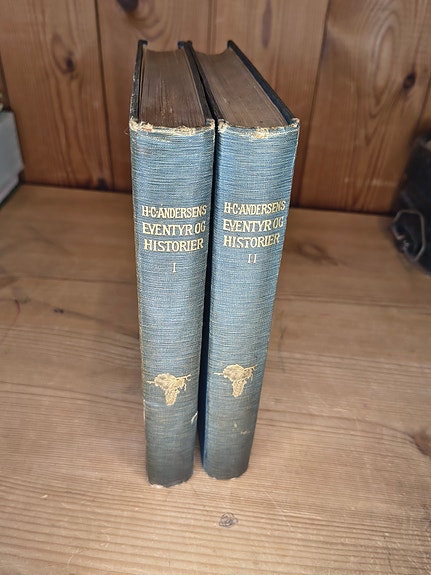 H·C·ANDERSENS
EVENTYR OG
HISTORIER
I
H·C·ANDERSENS
EVENTYR OG
HISTORIER
II